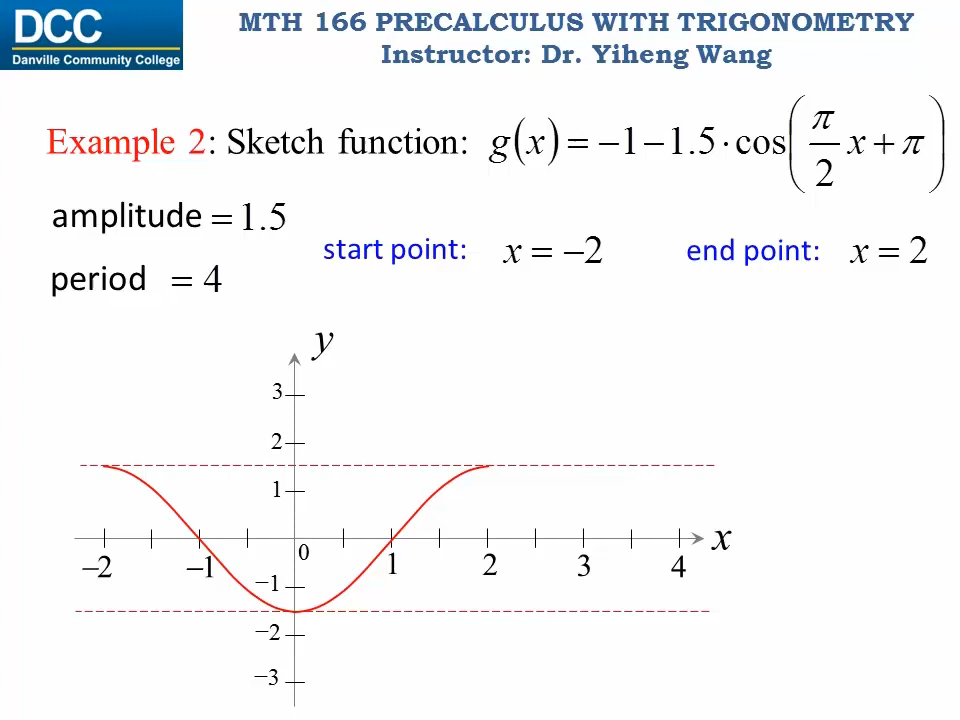 DCC
Danville Community College
MTH 166 PRECALCULUS WITH TRIGONOMETRY
Instructor: Dr. Yiheng Wang
Example 2: Sketch function: g(x) = −1 − 1.5 · cos(π/2 x + π)
amplitude = 1.5
start point: x = −2 end point: x = 2
period = 4
y
3
2
1
x
0
−2 −1 1 2 3 4
−1
−2
−3